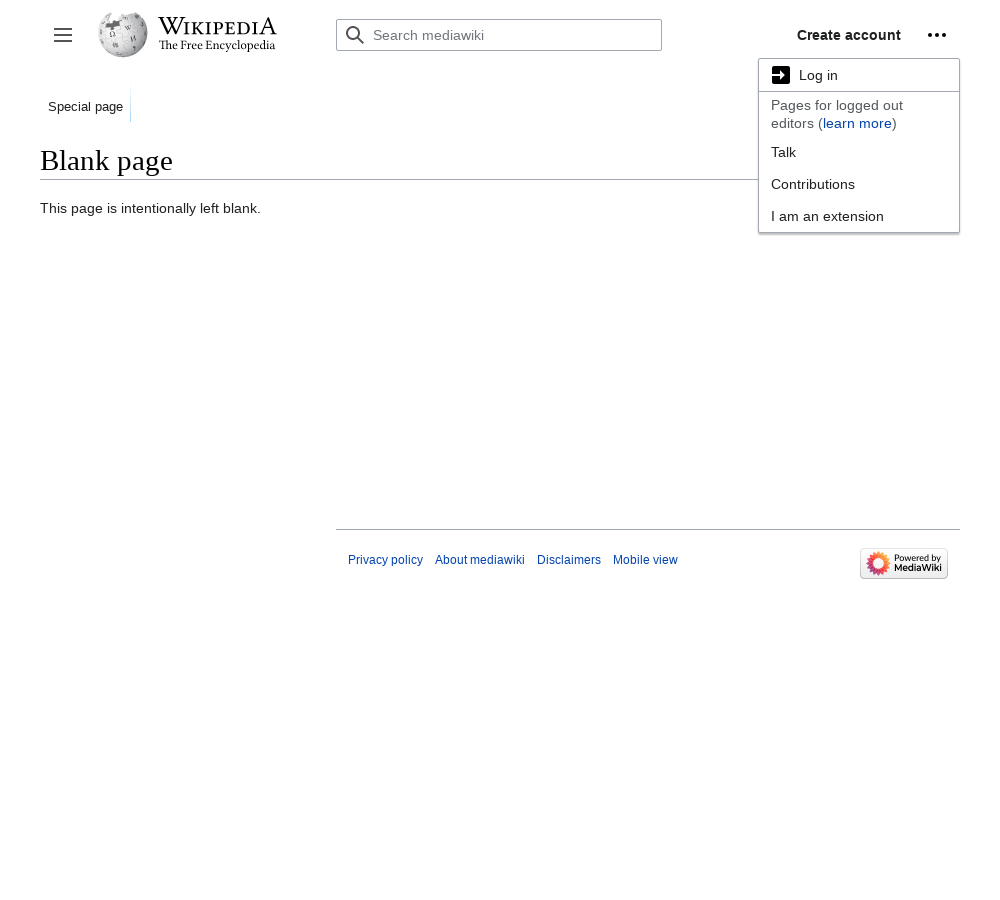 WIKIPEDIA
The Free Encyclopedia
Search mediawiki
Create account
Log in
Pages for logged out
editors (learn more)
Talk
Contributions
I am an extension
Special page
Blank page
This page is intentionally left blank.
Privacy policy
About mediawiki
Disclaimers
Mobile view
Powered by
MediaWiki